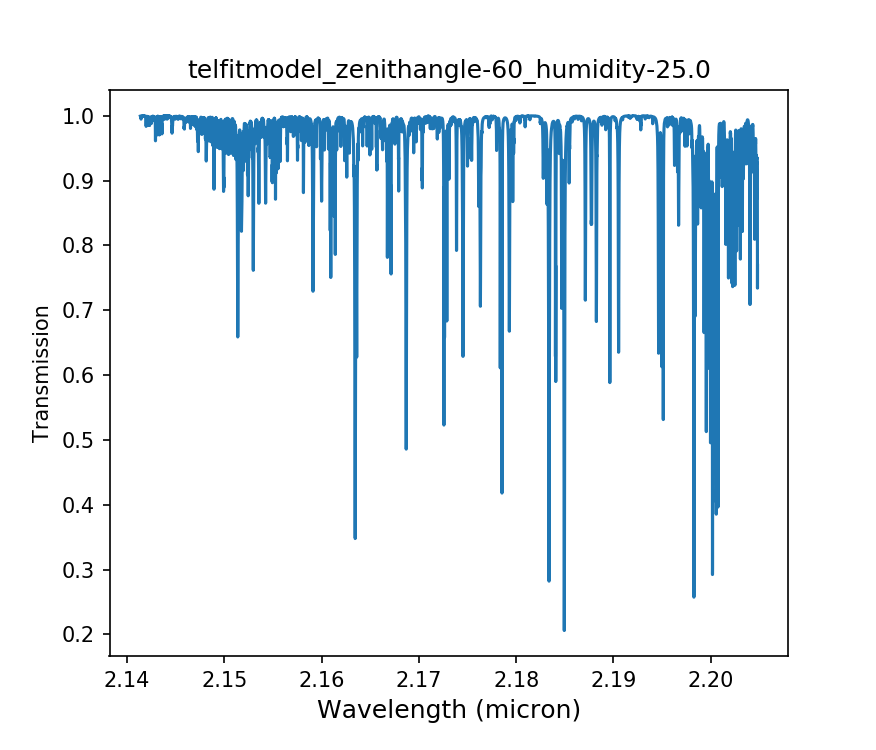 telfitmodel_zenithangle-60_humidity-25.0
Transmission
1.0
0.9
0.8
0.7
0.6
0.5
0.4
0.3
0.2
2.14 2.15 2.16 2.17 2.18 2.19 2.20
Wavelength (micron)